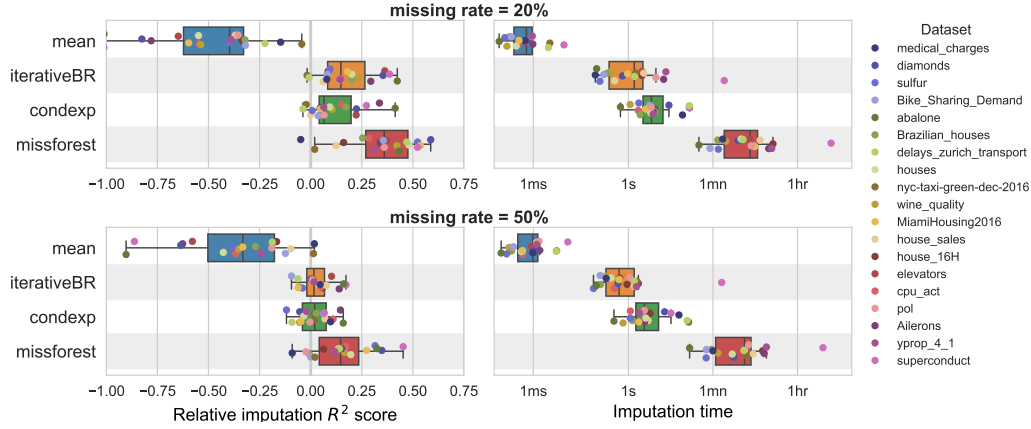 missing rate = 20%
mean
iterativeBR
condexp
missforest
−1.00 −0.75 −0.50 −0.25 0.00 0.25 0.50 0.75
1ms 1s 1mn 1hr
missing rate = 50%
mean
iterativeBR
condexp
missforest
−1.00 −0.75 −0.50 −0.25 0.00 0.25 0.50 0.75
1ms 1s 1mn 1hr
Relative imputation R² score
Imputation time
Dataset
medical_charges
diamonds
sulfur
Bike_Sharing_Demand
abalone
Brazilian_houses
delays_zurich_transport
houses
nyc-taxi-green-dec-2016
wine_quality
MiamiHousing2016
house_sales
house_16H
elevators
cpu_act
pol
Ailerons
yprop_4_1
superconduct